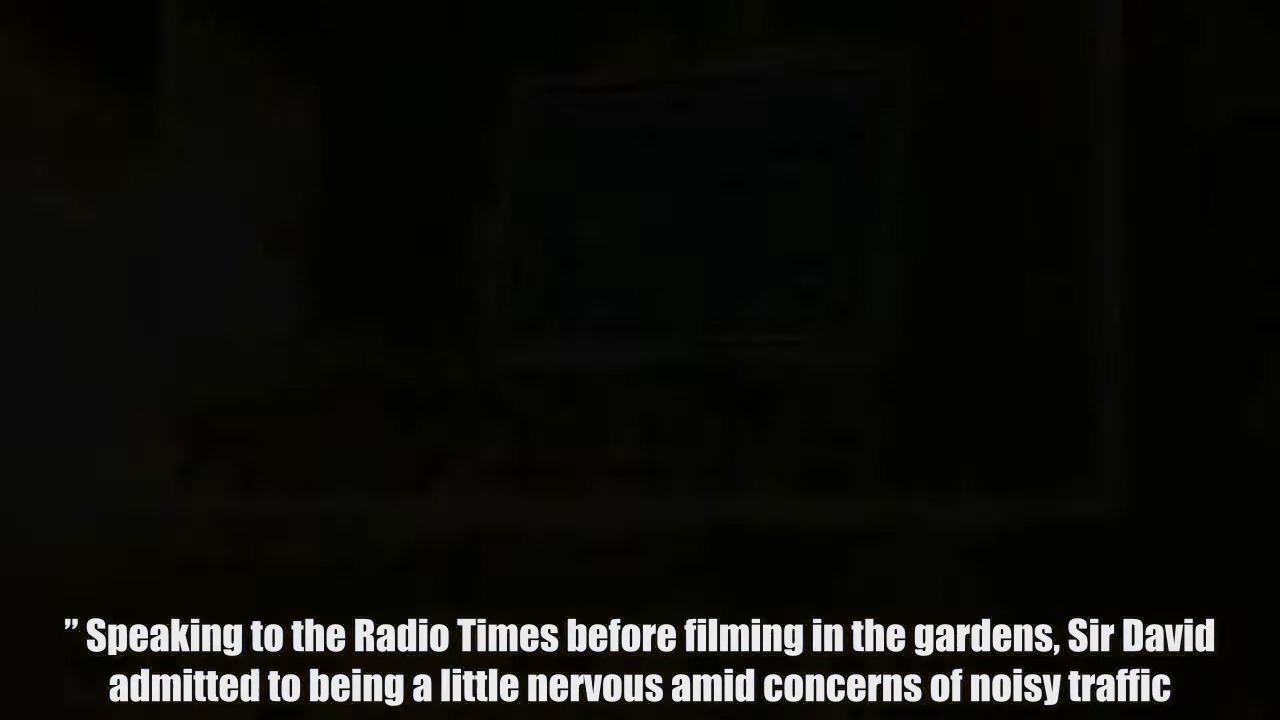 ” Speaking to the Radio Times before filming in the gardens, Sir David
admitted to being a little nervous amid concerns of noisy traffic